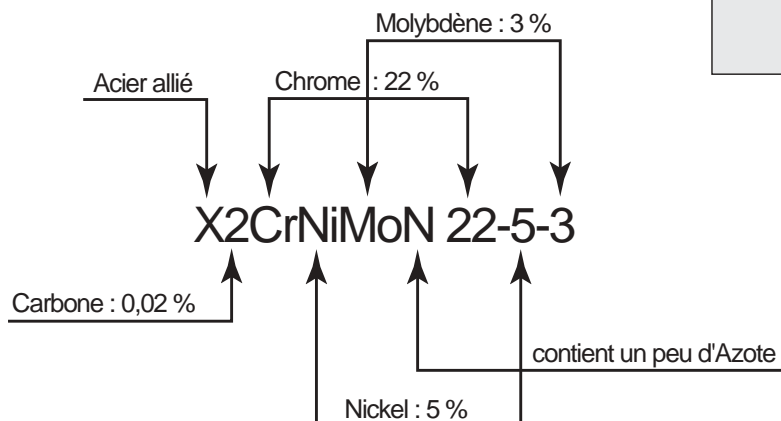 Molybdène : 3 %
Acier allié
Chrome : 22 %
X2CrNiMoN 22-5-3
Carbone : 0,02 %
contient un peu d'Azote
Nickel : 5 %